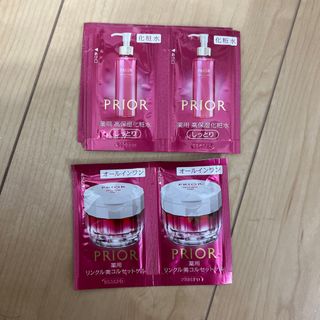 化粧水
化粧水
PRIOR
PRIOR
薬用 高保湿化粧水
薬用 高保湿化粧水
しっとり
しっとり
オールインワン
オールインワン
PRIOR
PRIOR
PRIOR
PRIOR
薬用
薬用
リンクル美コルセットゲル
リンクル美コルセットゲル